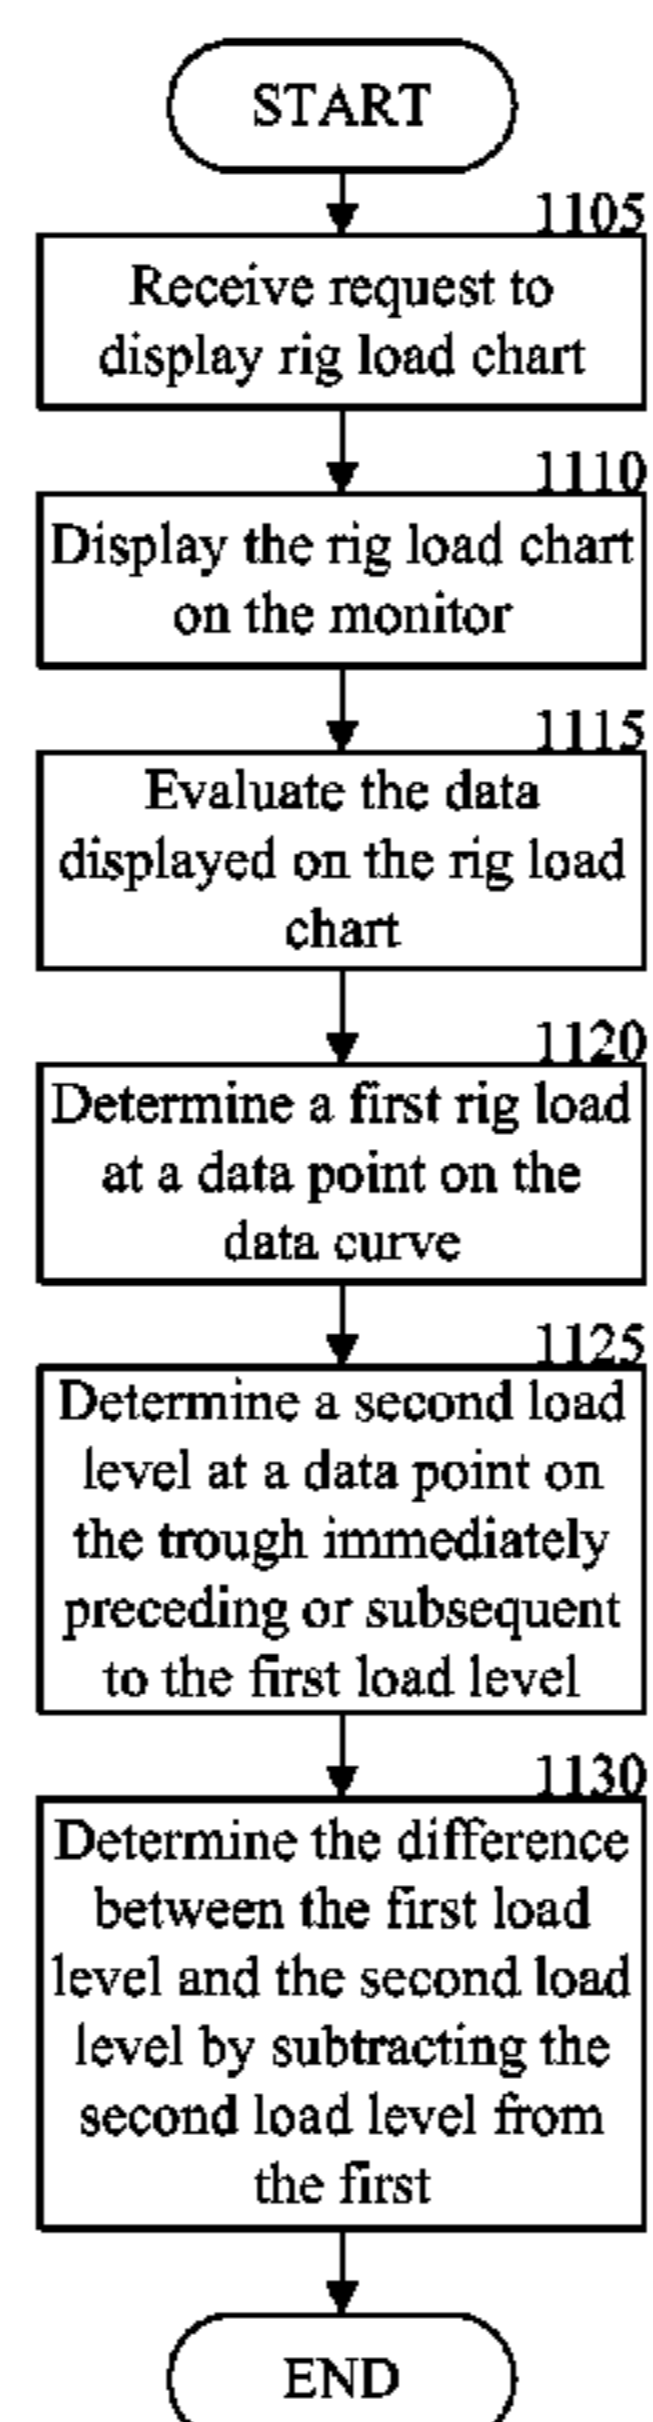 START
1105
Receive request to
display rig load chart
1110
Display the rig load chart
on the monitor
1115
Evaluate the data
displayed on the rig load
chart
1120
Determine a first rig load
at a data point on the
data curve
1125
Determine a second load
level at a data point on
the trough immediately
preceding or subsequent
to the first load level
1130
Determine the difference
between the first load
level and the second load
level by subtracting the
second load level from
the first
END